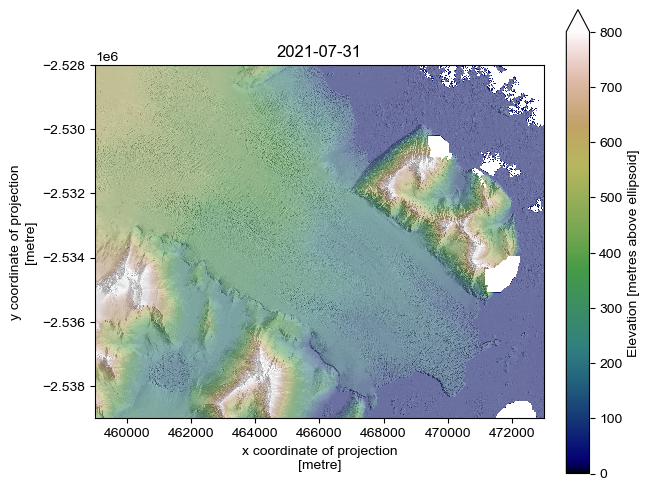 2021-07-31
1e6
−2.528
−2.530
−2.532
−2.534
−2.536
−2.538
y coordinate of projection
[metre]
460000 462000 464000 466000 468000 470000 472000
x coordinate of projection
[metre]
800
700
600
500
400
300
200
100
0
Elevation [metres above ellipsoid]